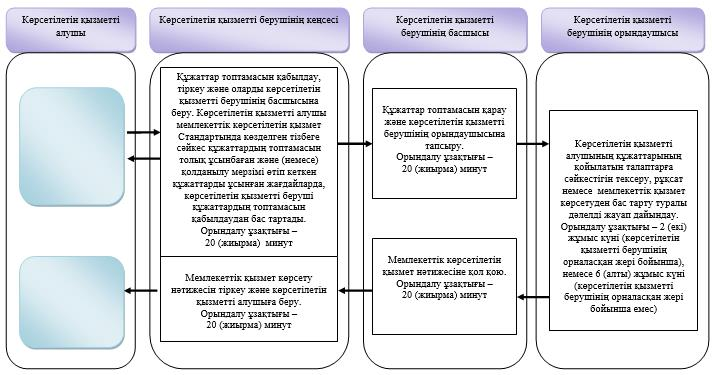 Көрсетілетін қызметті
алушы
Көрсетілетін қызметті берушінің кеңсесі
Көрсетілетін қызметті
берушінің басшысы
Көрсетілетін қызметті
берушінің орындаушысы
Құжаттар топтамасын қабылдау,
тіркеу және оларды көрсетілетін
қызметті берушінің басшысына
беру. Көрсетілетін қызметті алушы
мемлекеттік көрсетілетін қызмет
Стандартында көзделген тізбеге
сәйкес құжаттардың топтамасын
толық ұсынбаған және (немесе)
қолданылу мерзімі өтіп кеткен
құжаттарды ұсынған жағдайларда,
көрсетілетін қызметті беруші
құжаттардың топтамасын
қабылдаудан бас тартады.
Орындалу ұзақтығы –
20 (жиырма) минут
Құжаттар топтамасын қарау
және көрсетілетін қызметті
берушінің орындаушысына
тапсыру.
Орындалу ұзақтығы –
20 (жиырма) минут
Көрсетілетін қызметті
алушының құжаттарының
қойылатын талаптарға
сәйкестігін тексеру, рұқсат
немесе мемлекеттік қызмет
көрсетуден бас тарту туралы
дәлелді жауап дайындау.
Орындалу ұзақтығы – 2 (екі)
жұмыс күні (көрсетілетін
қызметті берушінің
орналасқан жері бойынша),
немесе 6 (алты) жұмыс күні
(көрсетілетін қызметті
берушінің орналасқан жері
бойынша емес)
Мемлекеттік көрсетілетін
қызмет нәтижесіне қол қою.
Орындалу ұзақтығы –
20 (жиырма) минут
Мемлекеттік қызмет көрсету
нәтижесін тіркеу және көрсетілетін
қызметті алушыға беру.
Орындалу ұзақтығы –
20 (жиырма) минут